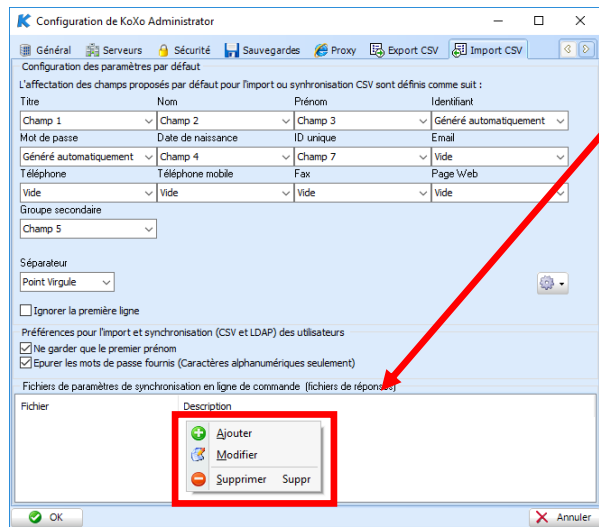 Configuration de KoXo Administrator
Général Serveurs Sécurité Sauvegardes Proxy Export CSV Import CSV
Configuration des paramètres par défaut
L'affectation des champs proposés par défaut pour l'import ou synhronisation CSV sont définis comme suit :
Titre Nom Prénom Identifiant
Champ 1 Champ 2 Champ 3 Généré automatiquement
Mot de passe Date de naissance ID unique Email
Généré automatiquement Champ 4 Champ 7 Vide
Téléphone Téléphone mobile Fax Page Web
Vide Vide Vide Vide
Groupe secondaire
Champ 5
Séparateur
Point Virgule
Ignorer la première ligne
Préférences pour l'import et synchronisation (CSV et LDAP) des utilisateurs
Ne garder que le premier prénom
Epurer les mots de passe fournis (Caractères alphanumériques seulement)
Fichiers de paramètres de synchronisation en ligne de commande (fichiers de réponses)
Fichier Description
Ajouter
Modifier
Supprimer Suppr
OK Annuler